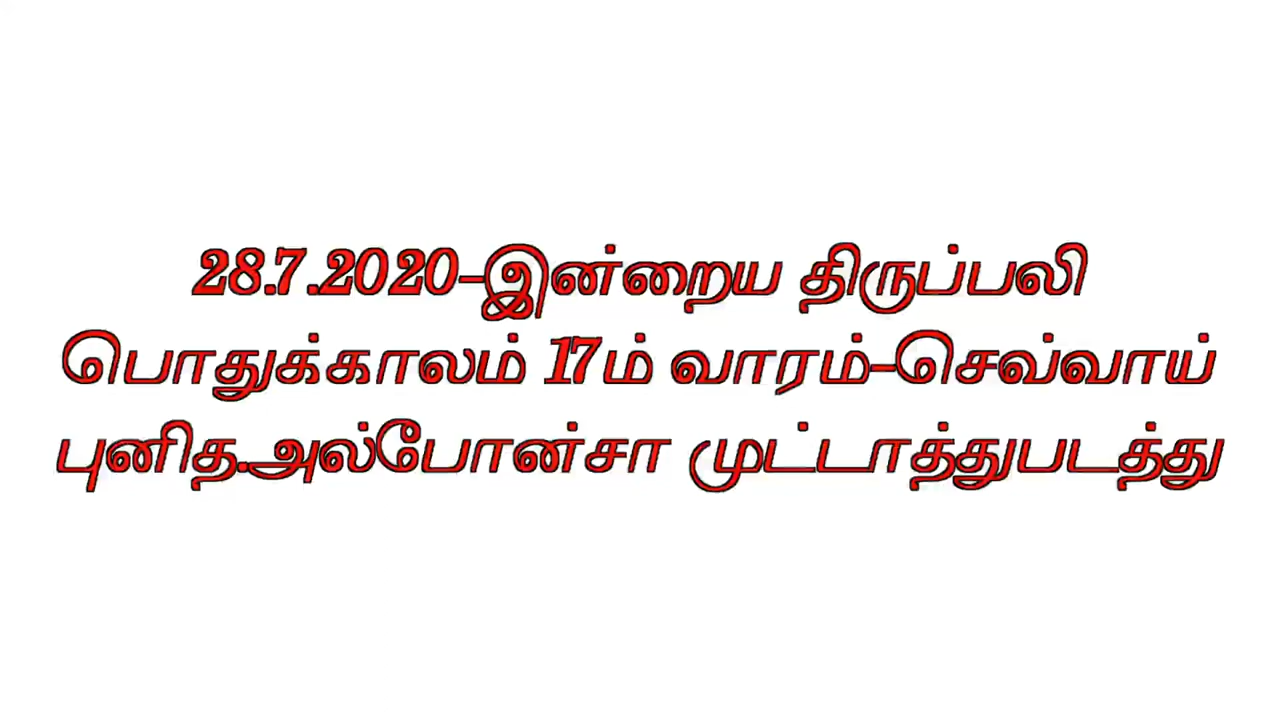 28.7.2020-இன்றைய திருப்பலி
பொதுக்காலம் 17ம் வாரம்-செவ்வாய்
புனித.அல்போன்சா முட்டாத்துபடத்து